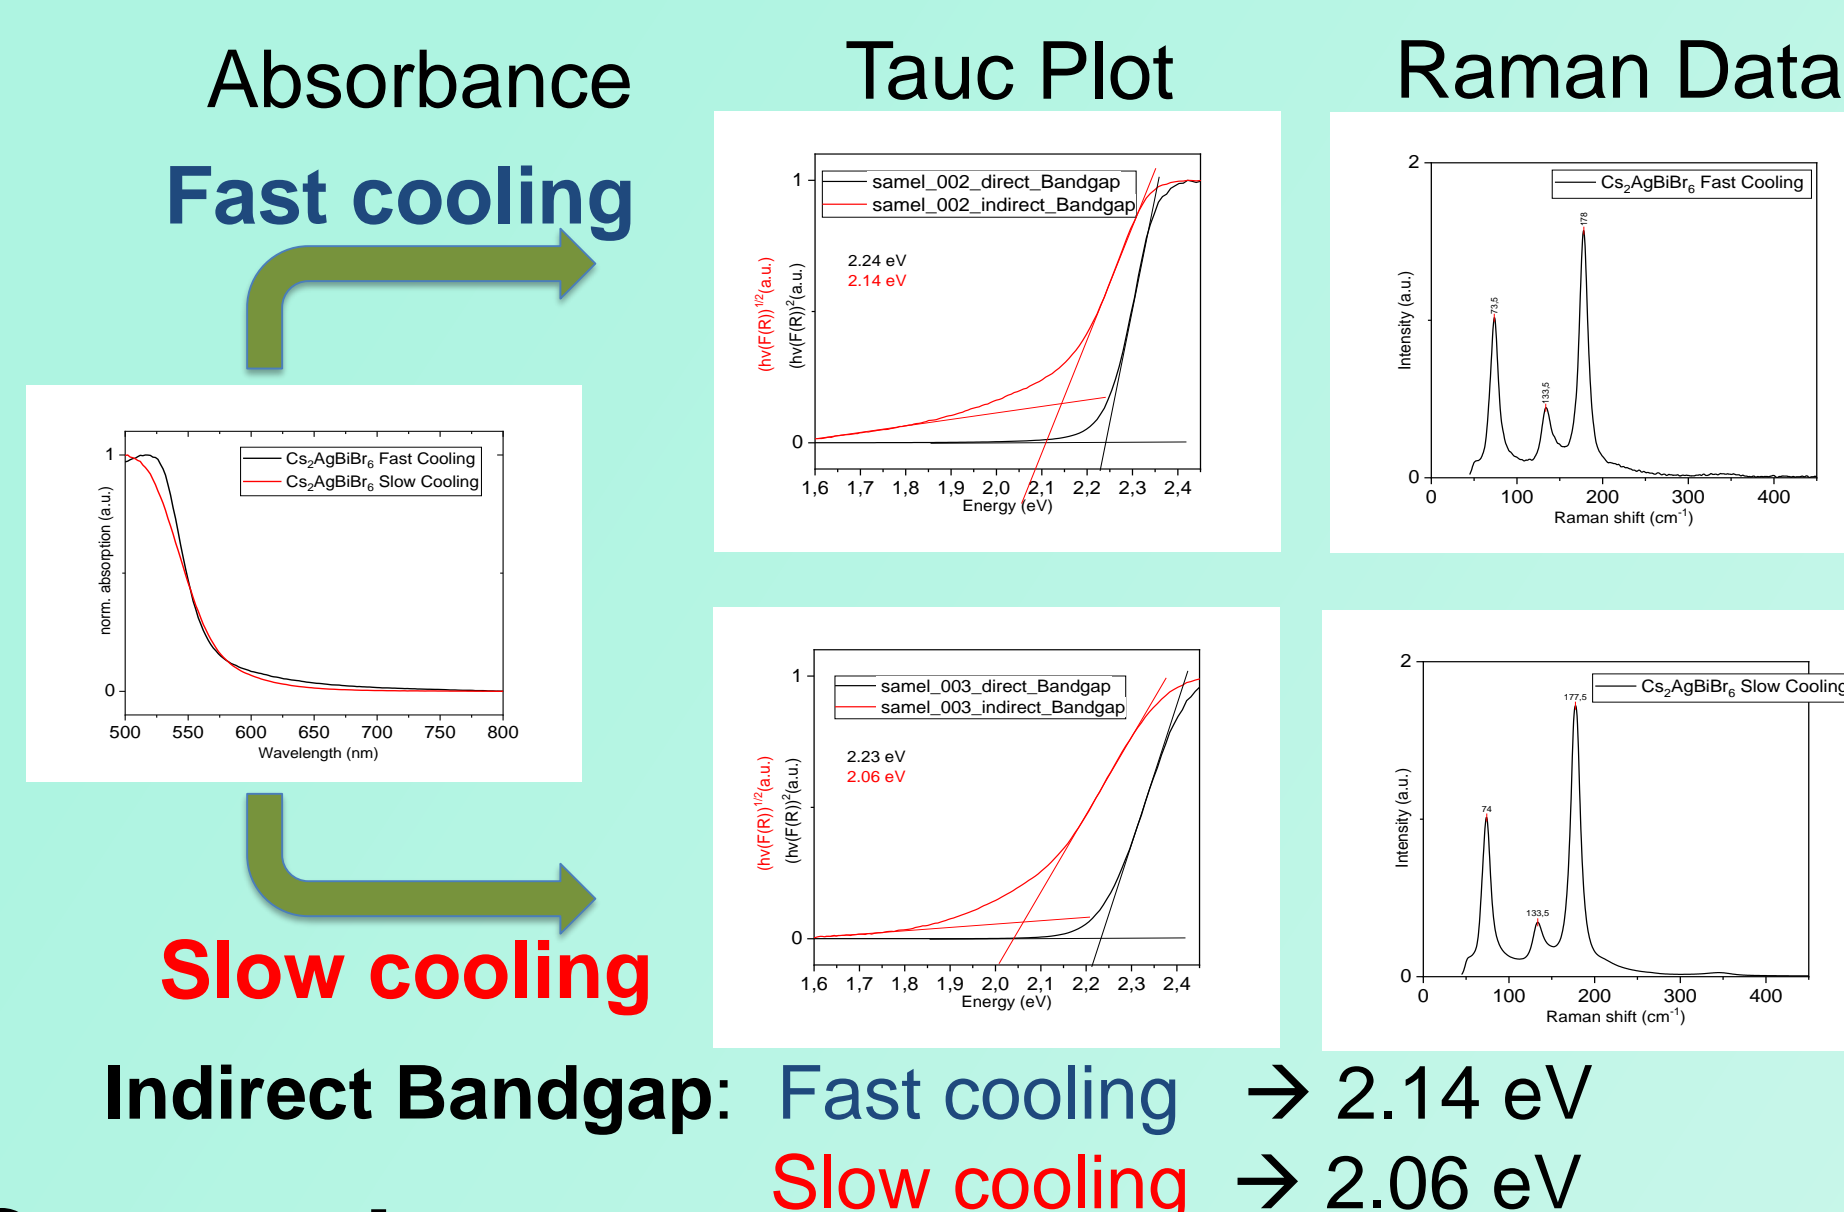 Absorbance
Tauc Plot
Raman Data
Fast cooling
1
0
samel_002_direct_Bandgap
samel_002_indirect_Bandgap
2.24 eV
2.14 eV
(hv(F(R))^1/2(a.u.)
(hv(F(R))^2(a.u.)
1,6 1,7 1,8 1,9 2,0 2,1 2,2 2,3 2,4
Energy (eV)
2
0
Cs₂AgBiBr₆ Fast Cooling
73,5
133,5
178
Intensity (a.u.)
0 100 200 300 400
Raman shift (cm⁻¹)
1
0
Cs₂AgBiBr₆ Fast Cooling
Cs₂AgBiBr₆ Slow Cooling
norm. absorption (a.u.)
500 550 600 650 700 750 800
Wavelength (nm)
1
0
samel_003_direct_Bandgap
samel_003_indirect_Bandgap
2.23 eV
2.06 eV
(hv(F(R))^1/2(a.u.)
(hv(F(R))^2(a.u.)
1,6 1,7 1,8 1,9 2,0 2,1 2,2 2,3 2,4
Energy (eV)
2
0
Cs₂AgBiBr₆ Slow Cooling
74
133,5
177,5
Intensity (a.u.)
0 100 200 300 400
Raman shift (cm⁻¹)
Slow cooling
Indirect Bandgap: Fast cooling → 2.14 eV
Slow cooling → 2.06 eV